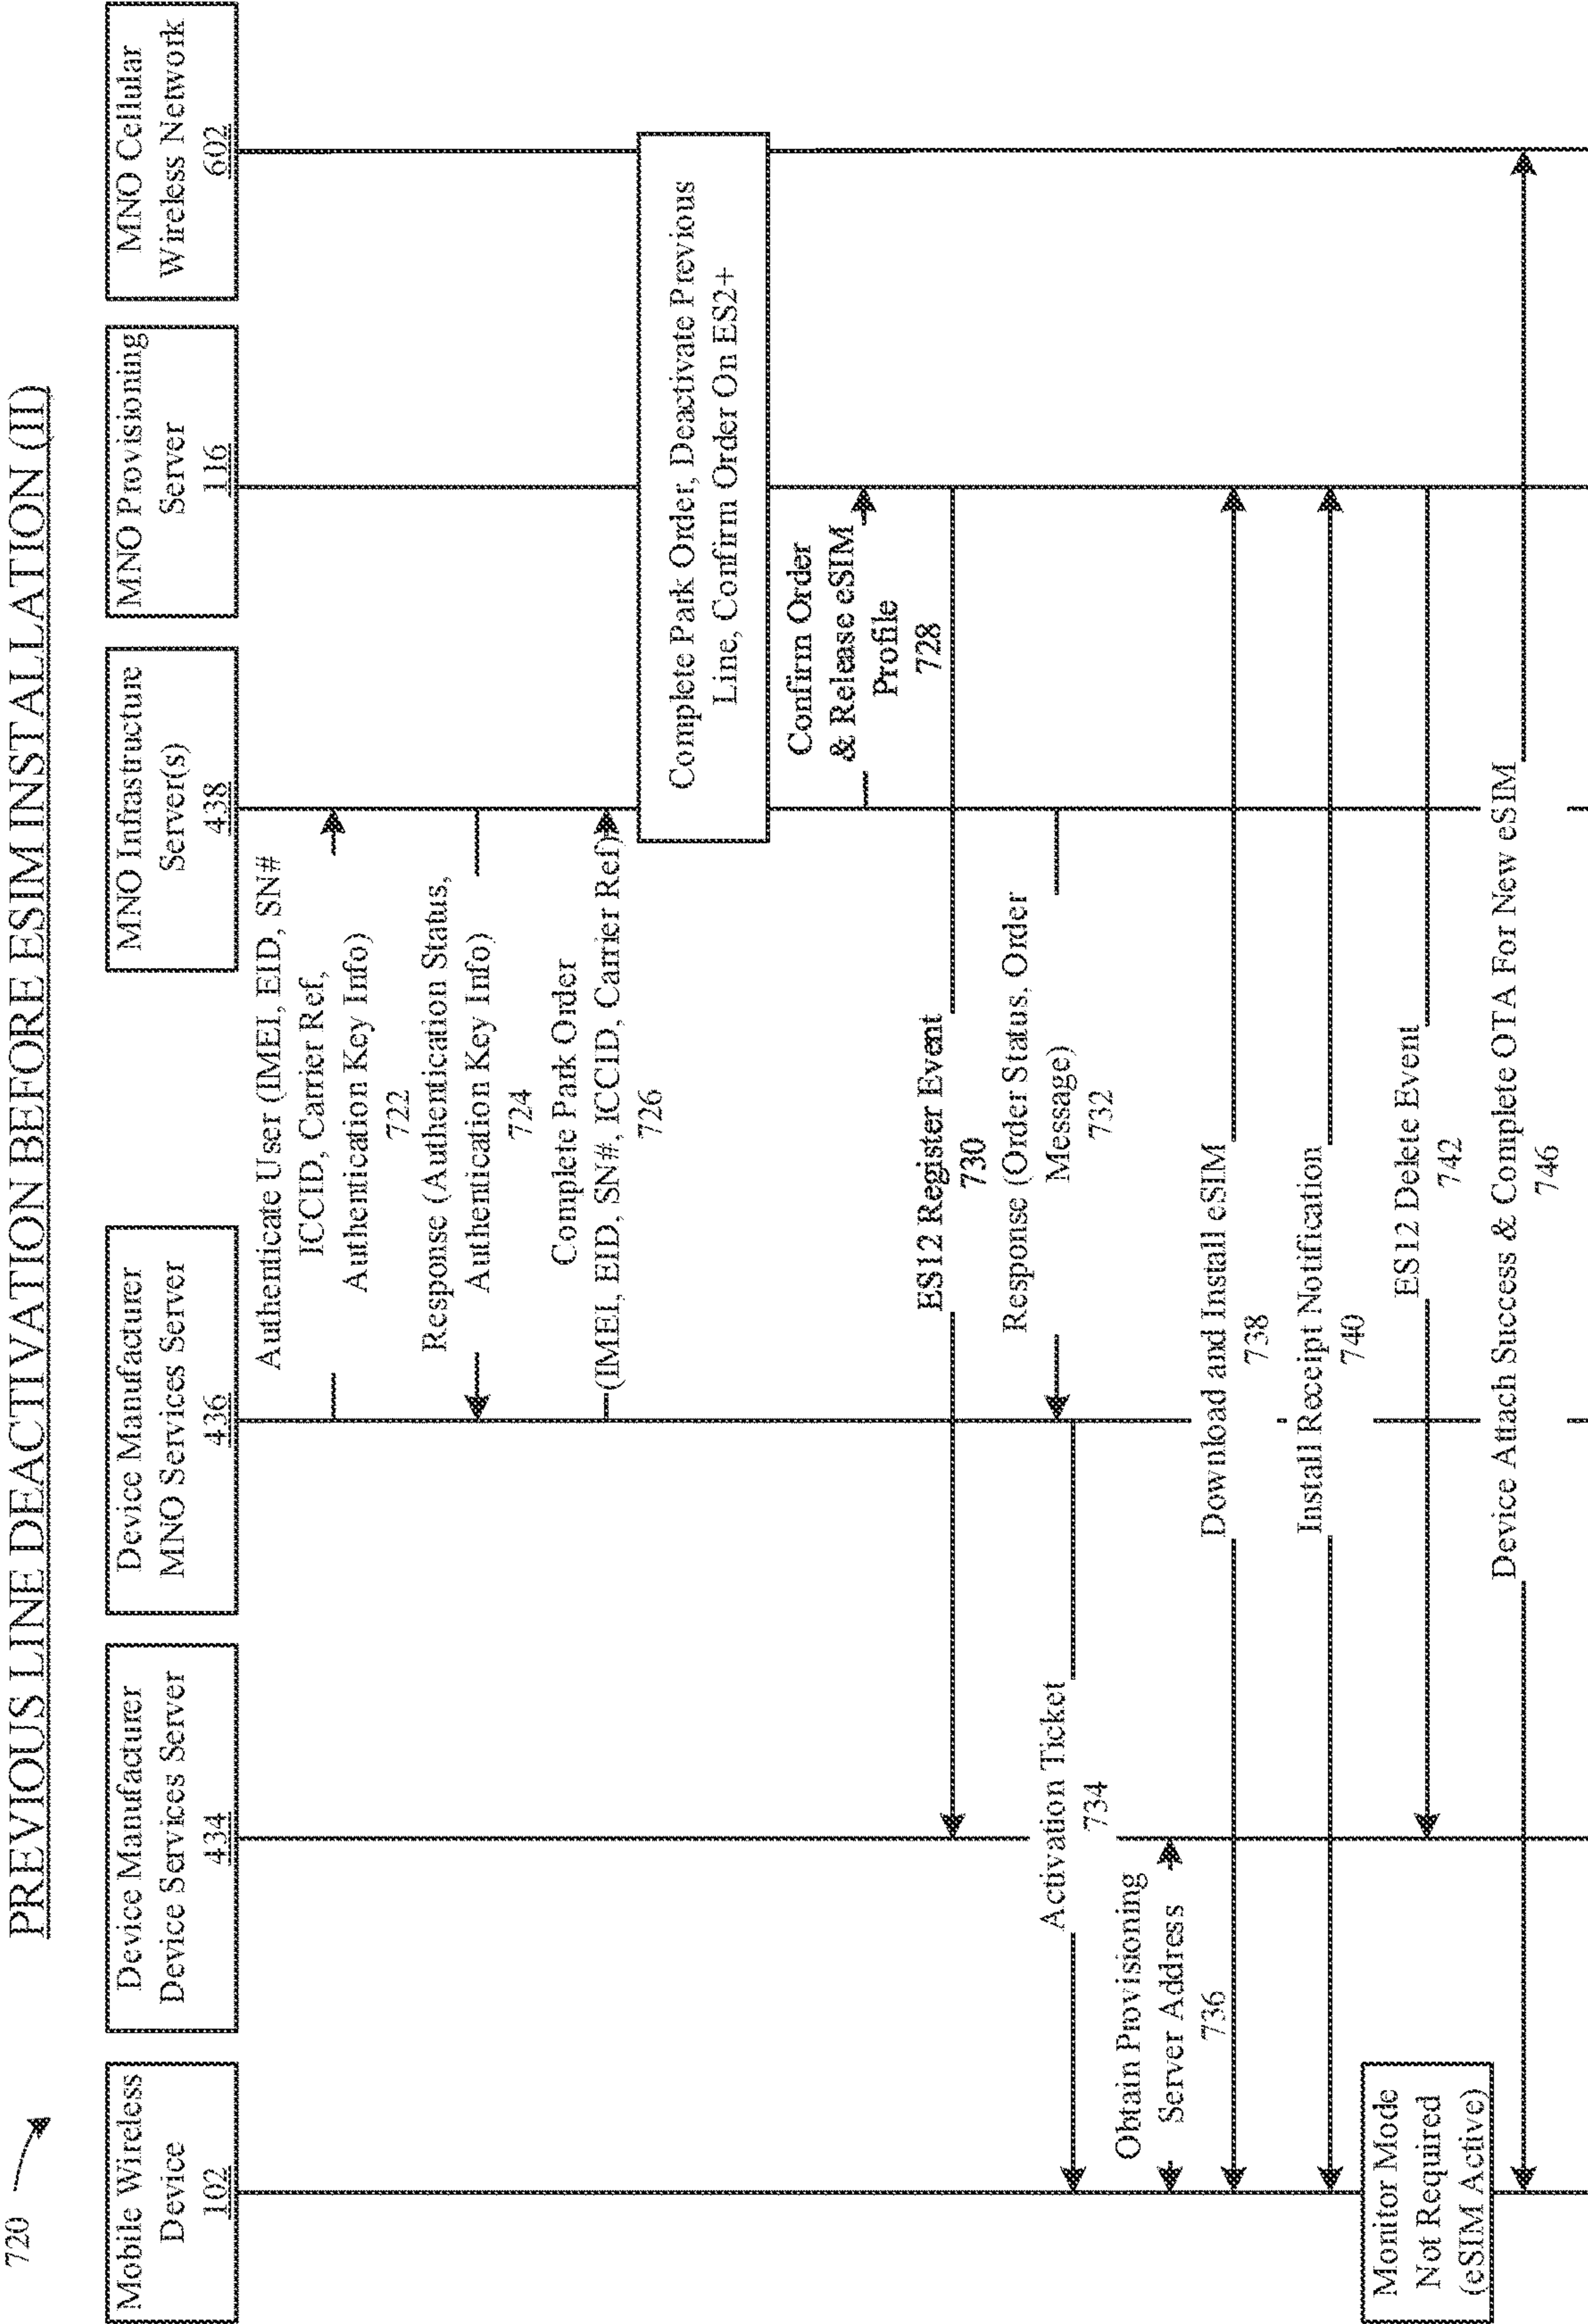 720
PREVIOUS LINE DEACTIVATION BEFORE ESIM INSTALLATION (II)
Mobile Wireless
Device
102
Device Manufacturer
Device Services Server
434
Device Manufacturer
MNO Services Server
436
MNO Infrastructure
Server(s)
438
MNO Provisioning
Server
116
MNO Cellular
Wireless Network
602
Authenticate User (IMEI, EID, SN#
ICCID, Carrier Ref,
Authentication Key Info)
722
Response (Authentication Status,
Authentication Key Info)
724
Complete Park Order
(IMEI, EID, SN#, ICCID, Carrier Ref)
726
Complete Park Order, Deactivate Previous
Line, Confirm Order On ES2+
Confirm Order
& Release eSIM
Profile
728
ES12 Register Event
730
Response (Order Status, Order
Message)
732
Activation Ticket
734
Obtain Provisioning
Server Address
736
Download and Install eSIM
738
Install Receipt Notification
740
Monitor Mode
Not Required
(eSIM Active)
ES12 Delete Event
742
Device Attach Success & Complete OTA For New eSIM
746